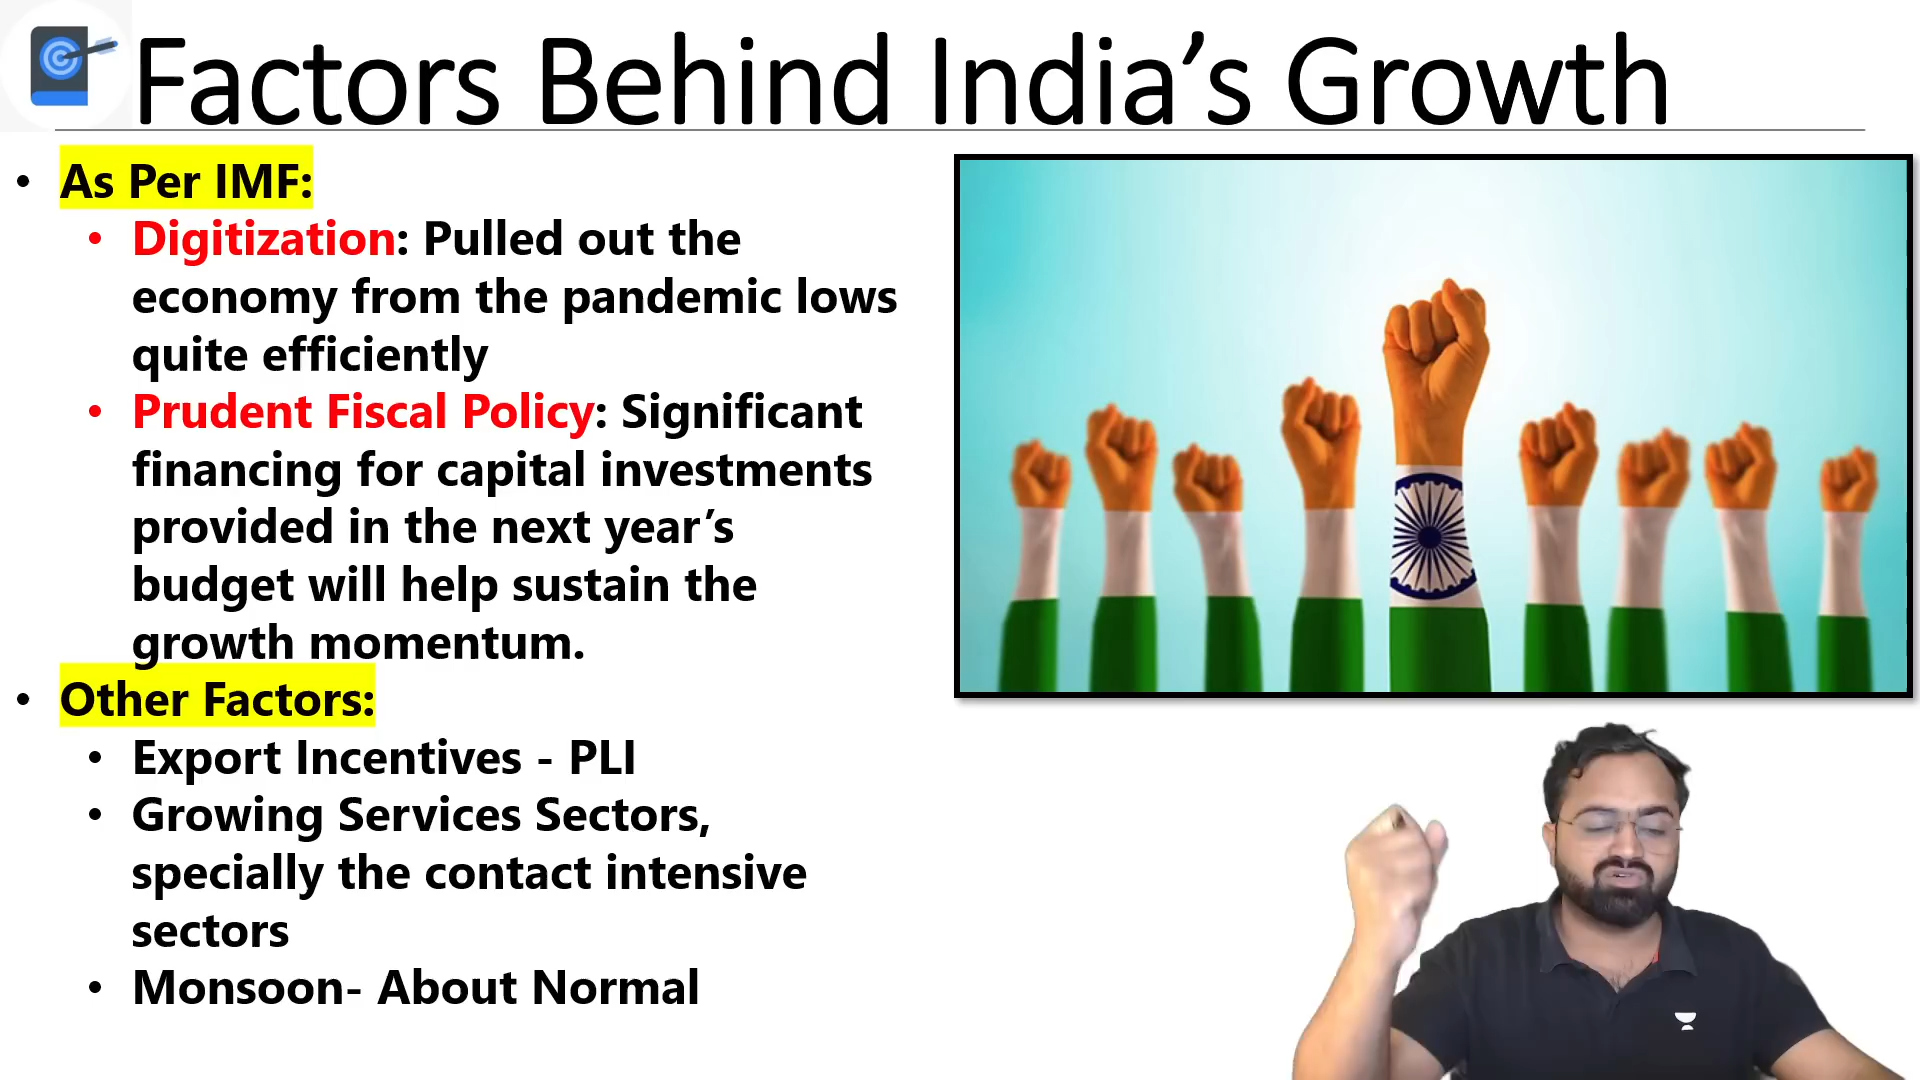 Factors Behind India’s Growth
• As Per IMF:
• Digitization: Pulled out the
economy from the pandemic lows
quite efficiently
• Prudent Fiscal Policy: Significant
financing for capital investments
provided in the next year’s
budget will help sustain the
growth momentum.
• Other Factors:
• Export Incentives - PLI
• Growing Services Sectors,
specially the contact intensive
sectors
• Monsoon- About Normal